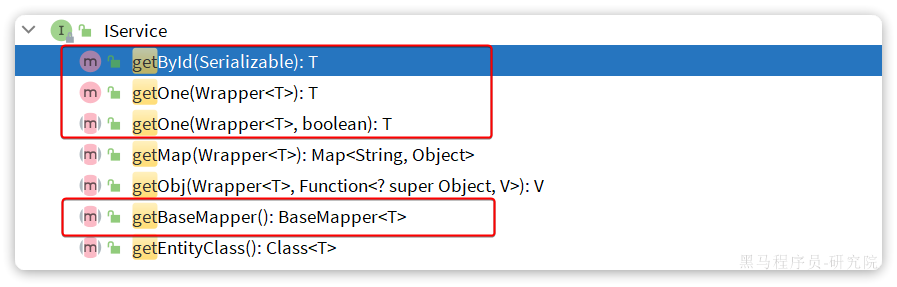 IService
getById(Serializable): T
getOne(Wrapper<T>): T
getOne(Wrapper<T>, boolean): T
getMap(Wrapper<T>): Map<String, Object>
getObj(Wrapper<T>, Function<? super Object, V>): V
getBaseMapper(): BaseMapper<T>
getEntityClass(): Class<T>
黑马程序员-研究院